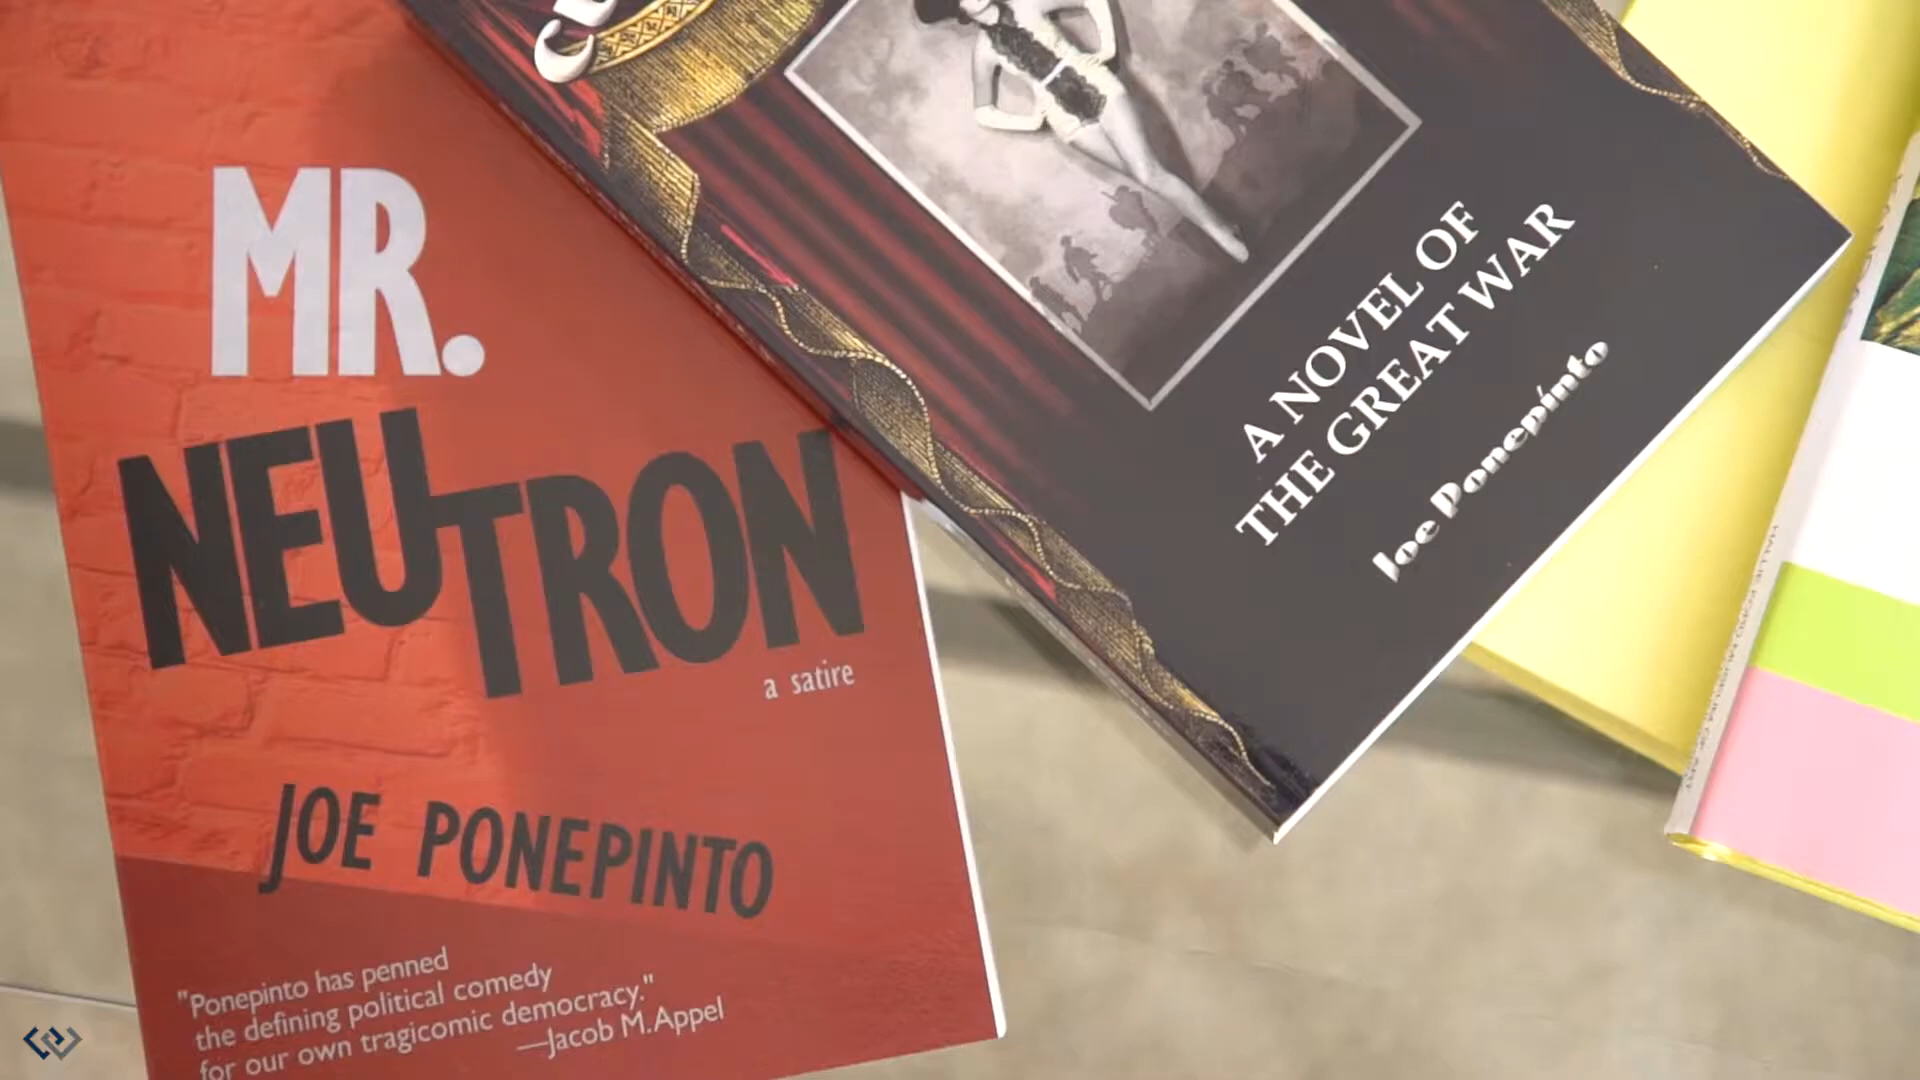 MR.
NEUTRON
a satire
JOE PONEPINTO
"Ponepinto has penned
the defining political comedy
for our own tragicomic democracy."
—Jacob M. Appel
A NOVEL OF
THE GREAT WAR
Joe Ponepinto